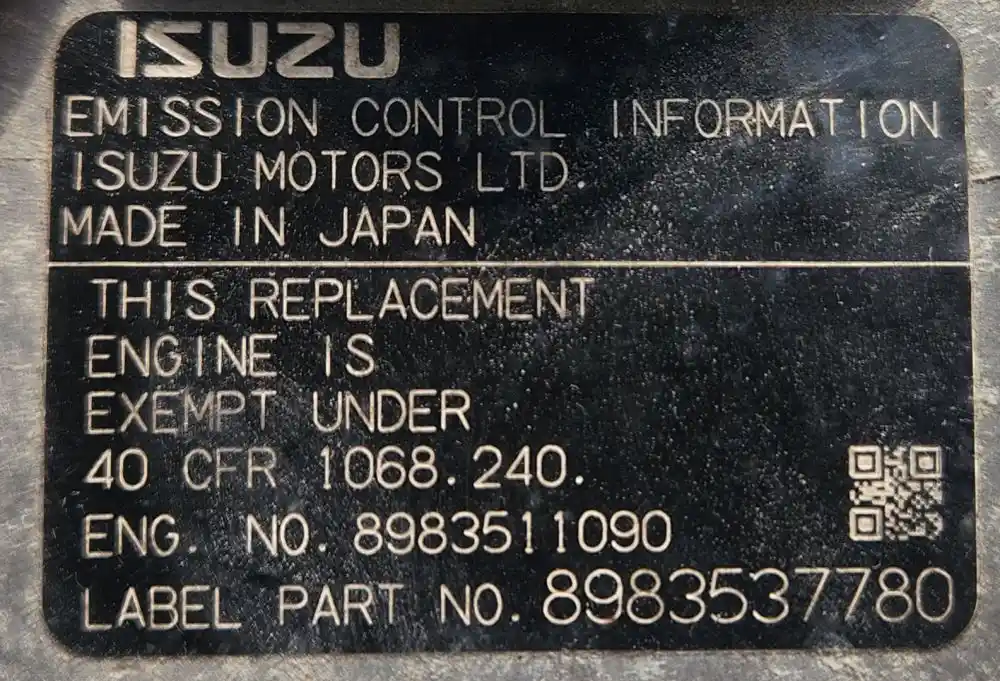 ISUZU
EMISSION CONTROL INFORMATION
ISUZU MOTORS LTD.
MADE IN JAPAN
THIS REPLACEMENT
ENGINE IS
EXEMPT UNDER
40 CFR 1068.240.
ENG. NO. 8983511090
LABEL PART NO. 8983537780